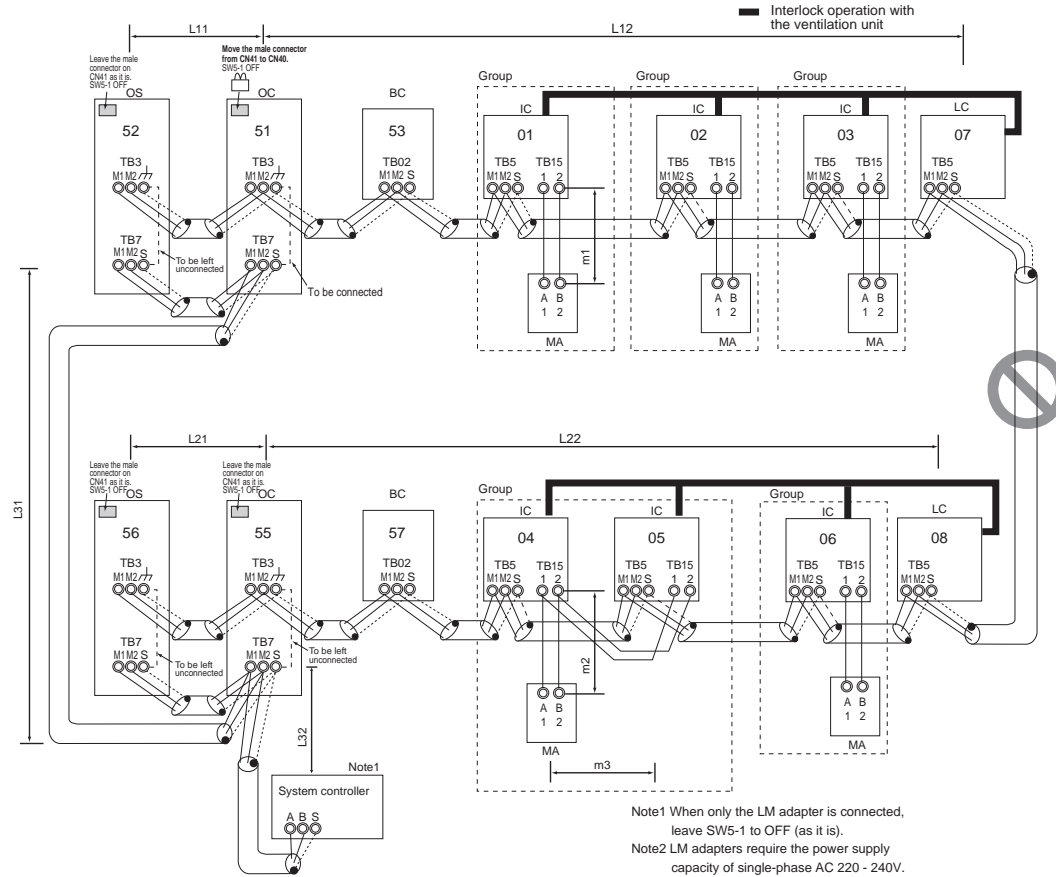 Interlock operation with
the ventilation unit
L11
L12
Leave the male
connector on
CN41 as it is.
SW5-1 OFF
Move the male connector
from CN41 to CN40.
SW5-1 OFF
OS
OC
BC
Group
Group
Group
IC
IC
IC
LC
52
51
53
01
02
03
07
TB3
TB3
TB02
TB5 TB15
TB5 TB15
TB5 TB15
TB5
M1 M2
M1 M2
M1 M2 S
M1 M2 S 1 2
M1 M2 S 1 2
M1 M2 S 1 2
M1 M2 S
TB7
TB7
M1 M2 S
M1 M2 S
To be left
unconnected
To be connected
m1
A B
1 2
MA
A B
1 2
MA
A B
1 2
MA
L31
L21
L22
Leave the male
connector on
CN41 as it is.
SW5-1 OFF
Leave the male
connector on
CN41 as it is.
SW5-1 OFF
OS
OC
BC
Group
Group
IC
IC
IC
LC
56
55
57
04
05
06
08
TB3
TB3
TB02
TB5 TB15
TB5 TB15
TB5 TB15
TB5
M1 M2
M1 M2
M1 M2 S
M1 M2 S 1 2
M1 M2 S 1 2
M1 M2 S 1 2
M1 M2 S
TB7
TB7
M1 M2 S
M1 M2 S
To be left
unconnected
To be left
unconnected
m2
A B
1 2
MA
A B
1 2
MA
m3
L32
Note1
System controller
A B S
Note1 When only the LM adapter is connected,
leave SW5-1 to OFF (as it is).
Note2 LM adapters require the power supply
capacity of single-phase AC 220 - 240V.